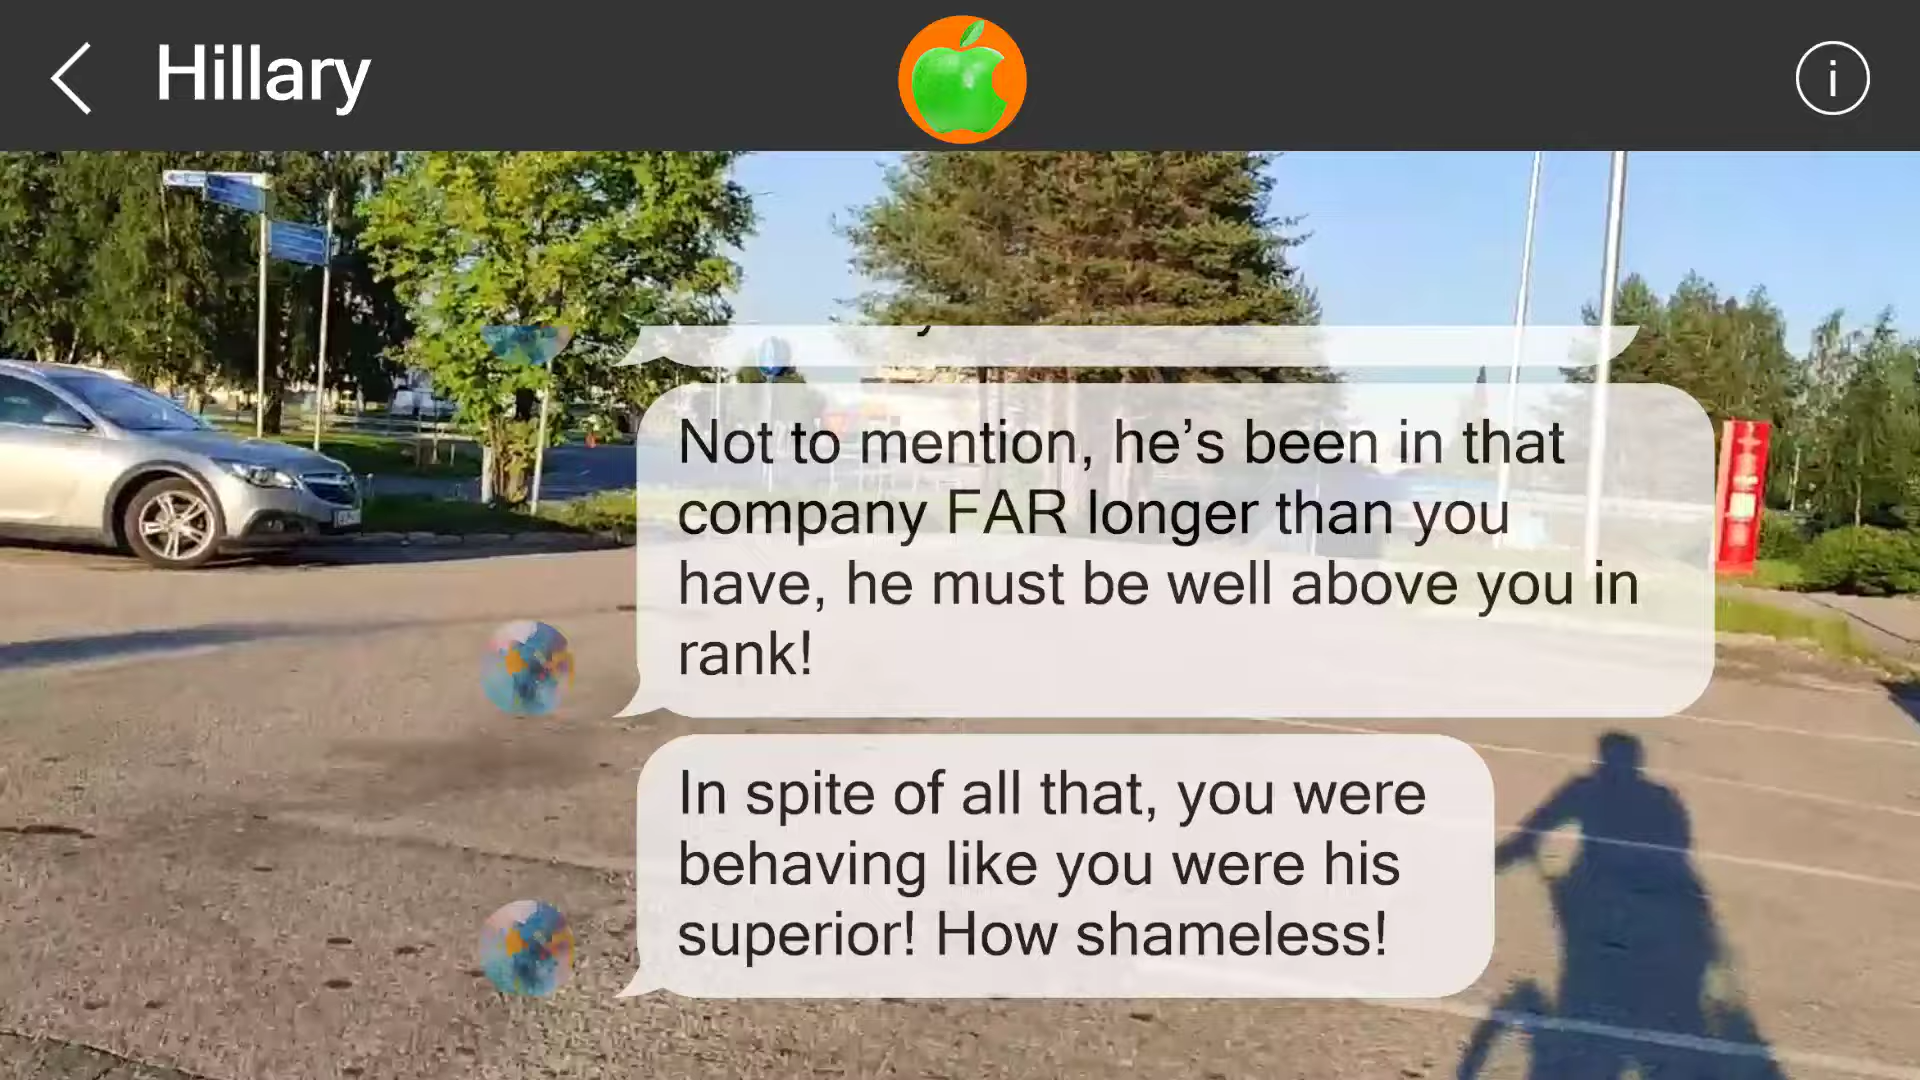 Hillary
Not to mention, he’s been in that
company FAR longer than you
have, he must be well above you in
rank!
In spite of all that, you were
behaving like you were his
superior! How shameless!